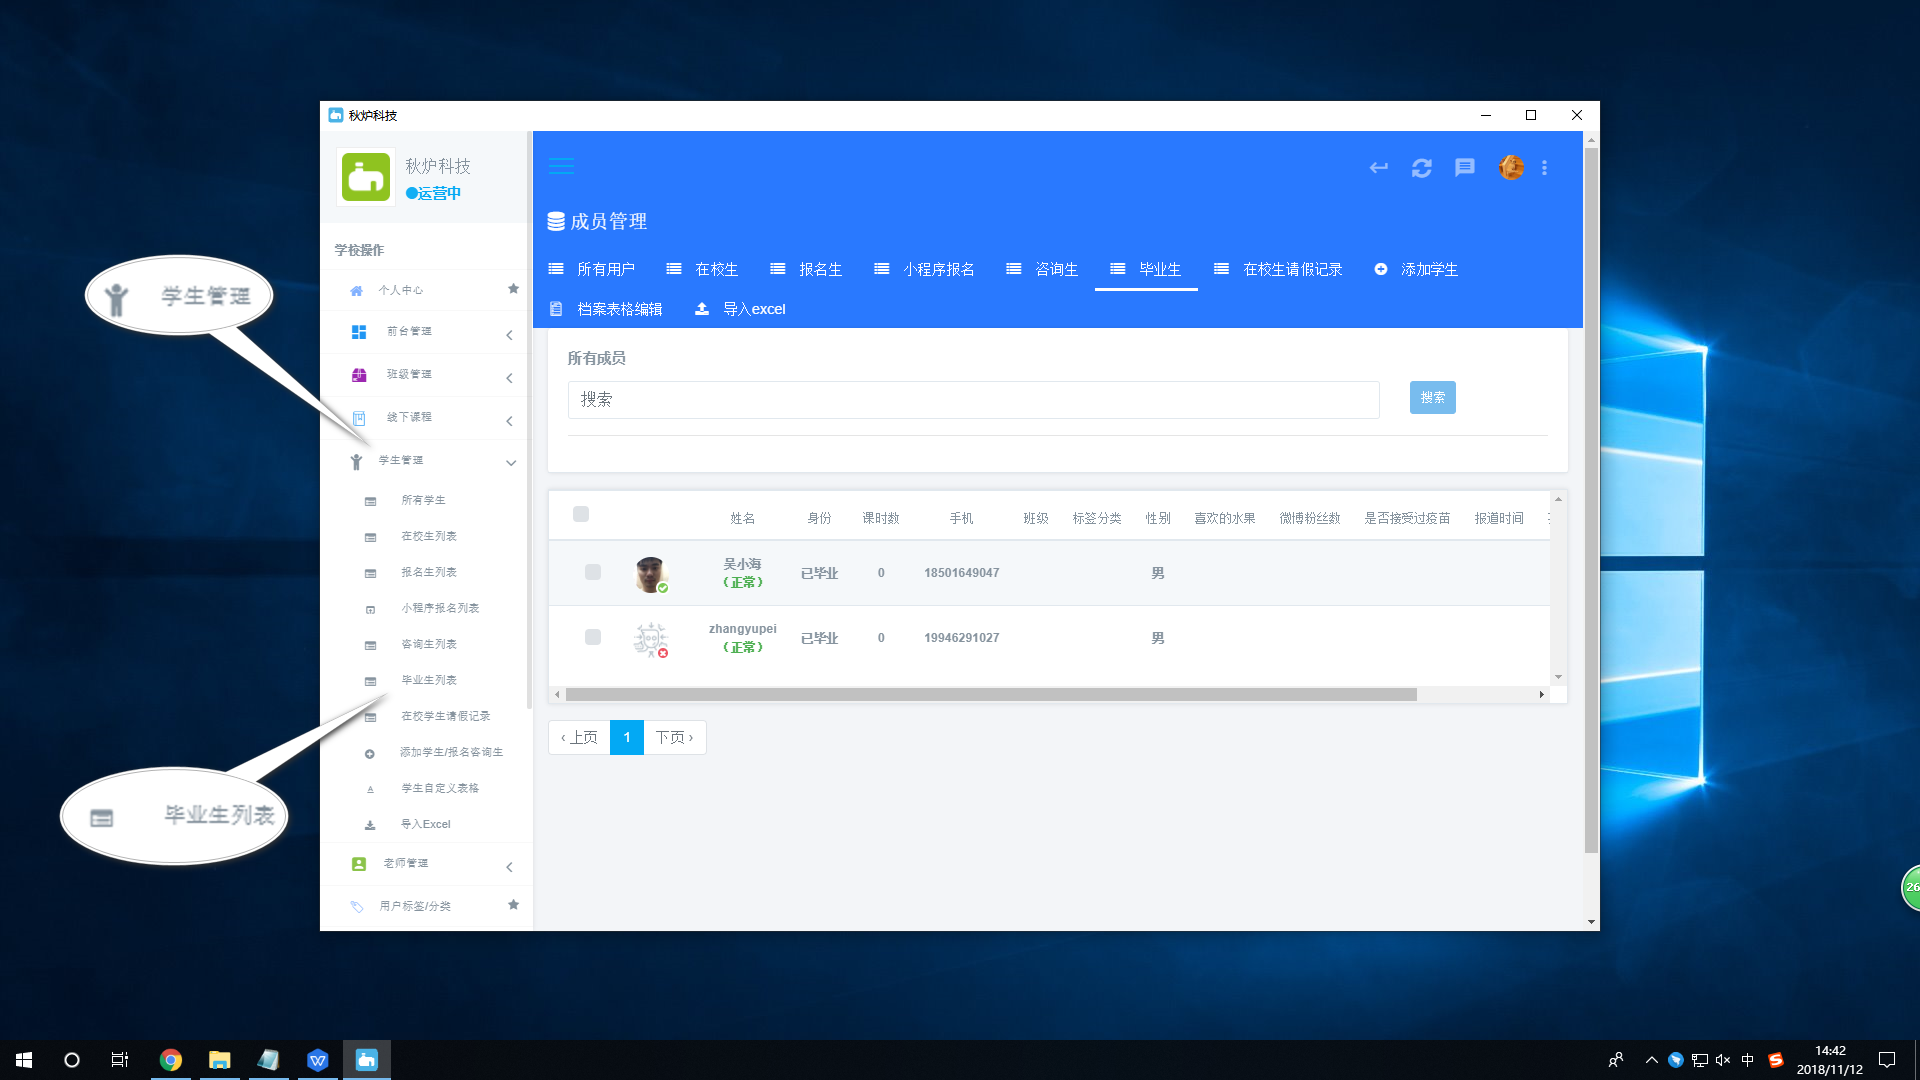 秋炉科技
秋炉科技
运营中
学校操作
个人中心
前台管理
班级管理
线下课程
学生管理
所有学生
在校生列表
报名生列表
小程序报名列表
咨询生列表
毕业生列表
在校学生请假记录
添加学生/报名咨询生
学生自定义表格
导入Excel
老师管理
用户标签/分类
学生管理
毕业生列表
成员管理
所有用户 在校生 报名生 小程序报名 咨询生 毕业生 在校生请假记录 添加学生
档案表格编辑 导入excel
所有成员
搜索 搜索
姓名 身份 课时数 手机 班级 标签分类 性别 喜欢的水果 微博粉丝数 是否接受过疫苗 报道时间
吴小海
（正常） 已毕业 0 18501649047 男
zhangyupei
（正常） 已毕业 0 19946291027 男
‹ 上页 1 下页 ›
26
中
14:42
2018/11/12